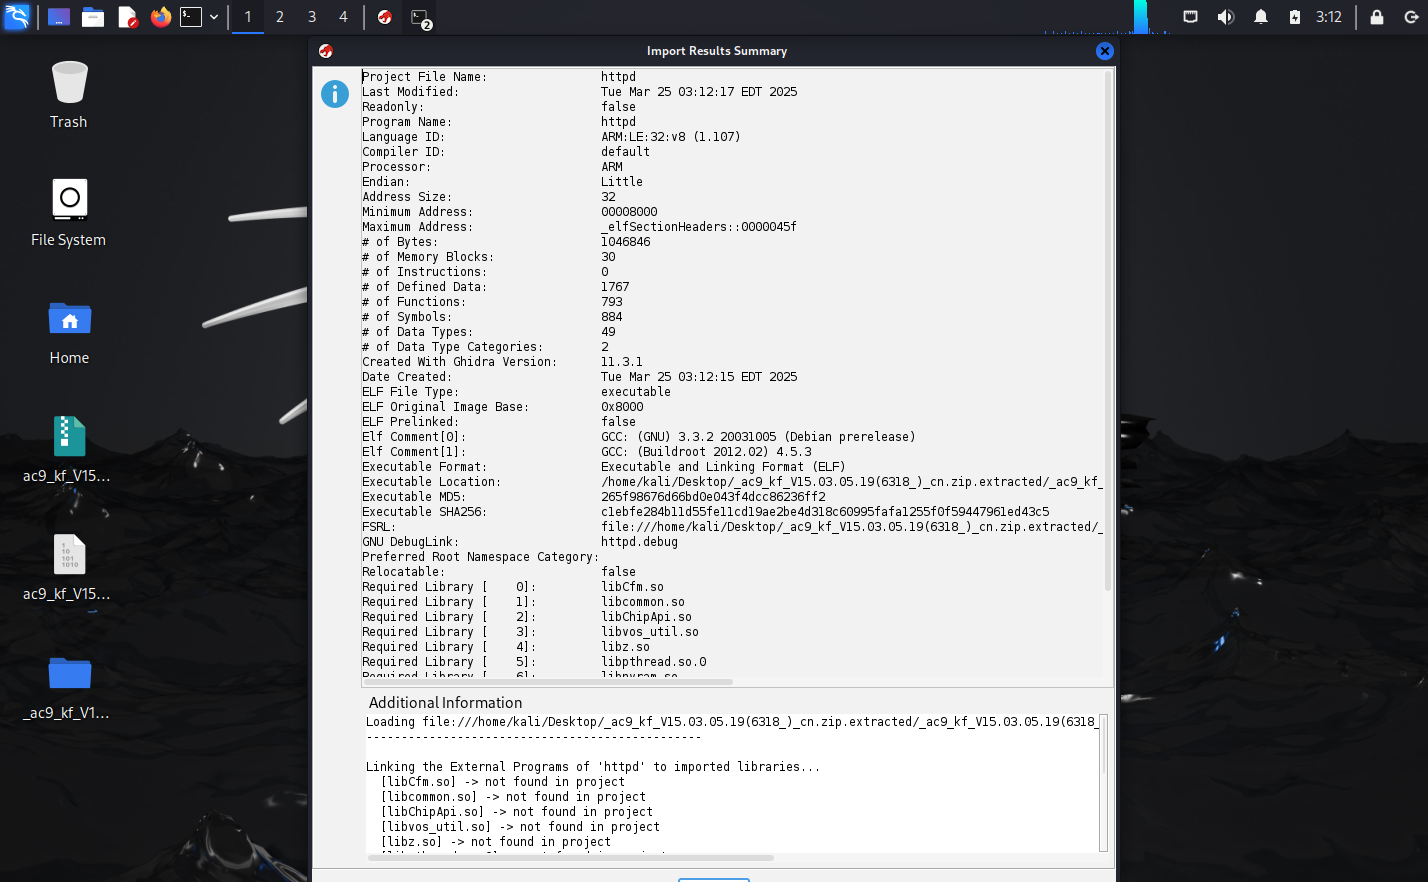 1 2 3 4 2 3:12
Import Results Summary
Trash
File System
Home
ac9_kf_V15...
1
10
101
1010
ac9_kf_V15...
_ac9_kf_V1...
Project File Name: httpd
Last Modified: Tue Mar 25 03:12:17 EDT 2025
Readonly: false
Program Name: httpd
Language ID: ARM:LE:32:v8 (1.107)
Compiler ID: default
Processor: ARM
Endian: Little
Address Size: 32
Minimum Address: 00008000
Maximum Address: _elfSectionHeaders::0000045f
# of Bytes: 1046846
# of Memory Blocks: 30
# of Instructions: 0
# of Defined Data: 1767
# of Functions: 793
# of Symbols: 884
# of Data Types: 49
# of Data Type Categories: 2
Created With Ghidra Version: 11.3.1
Date Created: Tue Mar 25 03:12:15 EDT 2025
ELF File Type: executable
ELF Original Image Base: 0x8000
ELF Prelinked: false
Elf Comment[0]: GCC: (GNU) 3.3.2 20031005 (Debian prerelease)
Elf Comment[1]: GCC: (Buildroot 2012.02) 4.5.3
Executable Format: Executable and Linking Format (ELF)
Executable Location: /home/kali/Desktop/_ac9_kf_V15.03.05.19(6318_)_cn.zip.extracted/_ac9_kf_
Executable MD5: 265f98676d66bd0e043f4dcc86236ff2
Executable SHA256: c1ebfe284b11d55fe11cd19ae2be4d318c60995fafa1255f0f59447961ed43c5
FSRL: file:///home/kali/Desktop/_ac9_kf_V15.03.05.19(6318_)_cn.zip.extracted/_
GNU DebugLink: httpd.debug
Preferred Root Namespace Category:
Relocatable: false
Required Library [ 0]: libCfm.so
Required Library [ 1]: libcommon.so
Required Library [ 2]: libChipApi.so
Required Library [ 3]: libvos_util.so
Required Library [ 4]: libz.so
Required Library [ 5]: libpthread.so.0
Required Library [ 6]: libnvram.so
Additional Information
Loading file:///home/kali/Desktop/_ac9_kf_V15.03.05.19(6318_)_cn.zip.extracted/_ac9_kf_V15.03.05.19(6318_
------------------------------------------------
Linking the External Programs of 'httpd' to imported libraries...
[libCfm.so] -> not found in project
[libcommon.so] -> not found in project
[libChipApi.so] -> not found in project
[libvos_util.so] -> not found in project
[libz.so] -> not found in project